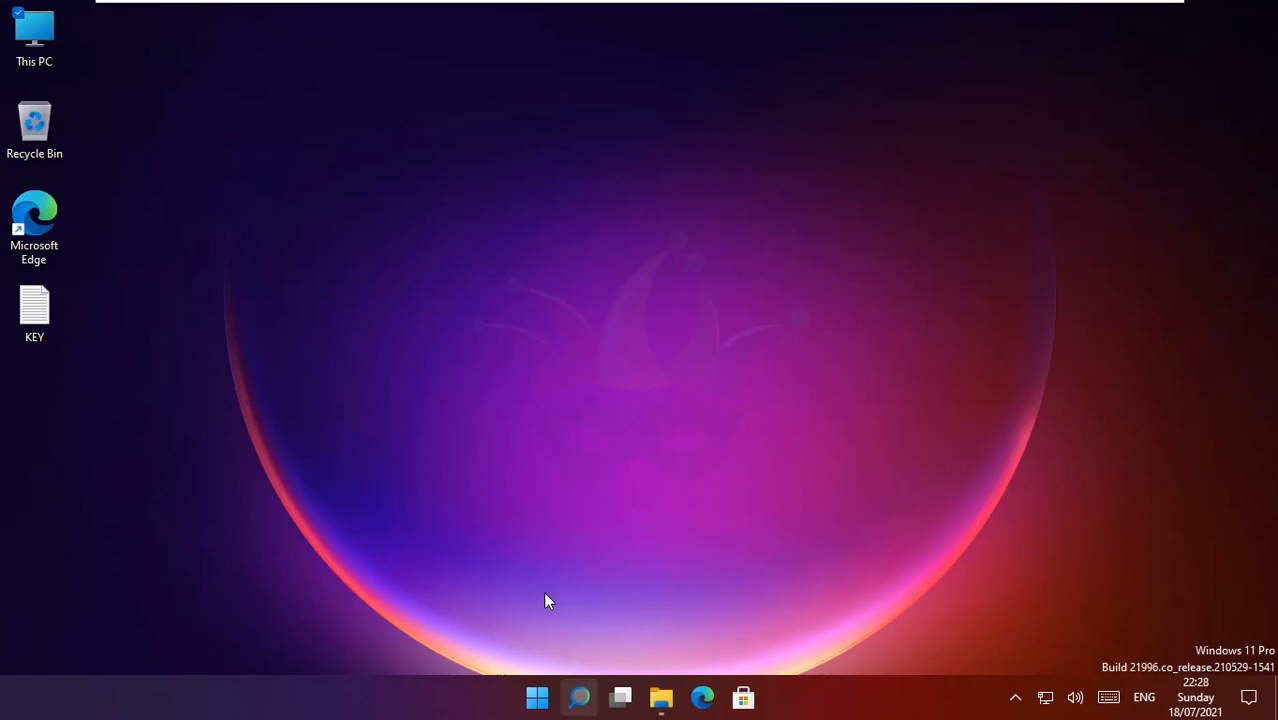 This PC
Recycle Bin
Microsoft
Edge
KEY
Windows 11 Pro
Build 21996.co_release.210529-1541
ENG
22:28
Sunday
18/07/2021